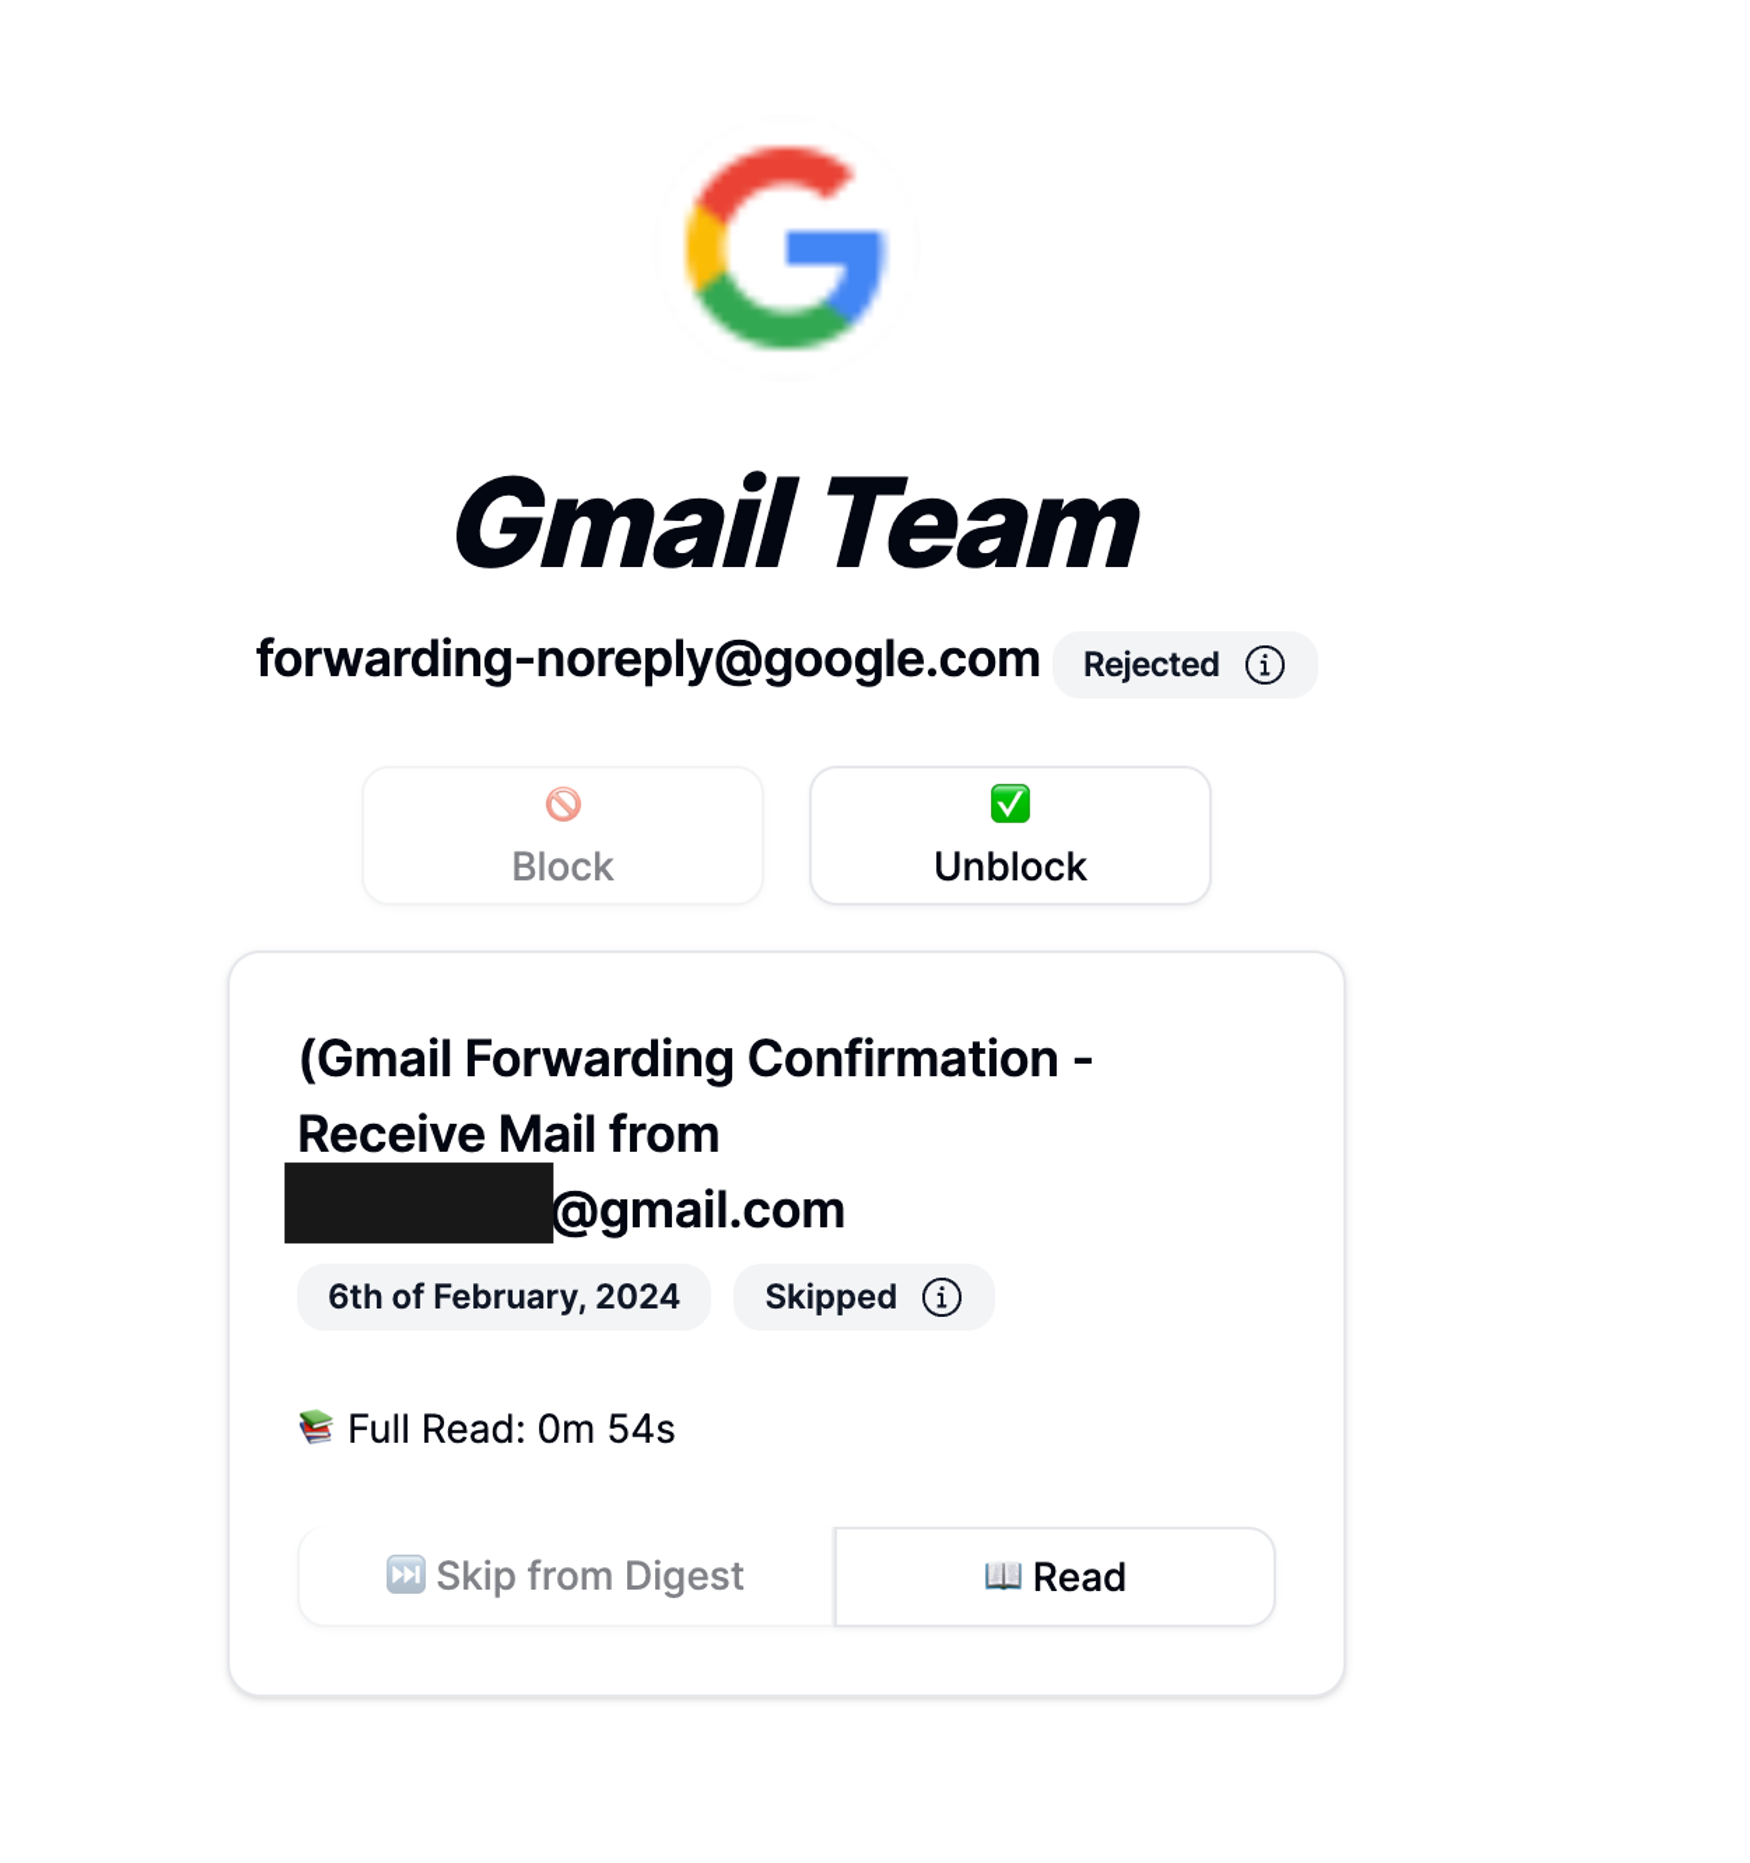 Gmail Team
forwarding-noreply@google.com Rejected
Block
Unblock
(Gmail Forwarding Confirmation -
Receive Mail from
@gmail.com
6th of February, 2024 Skipped
Full Read: 0m 54s
Skip from Digest Read